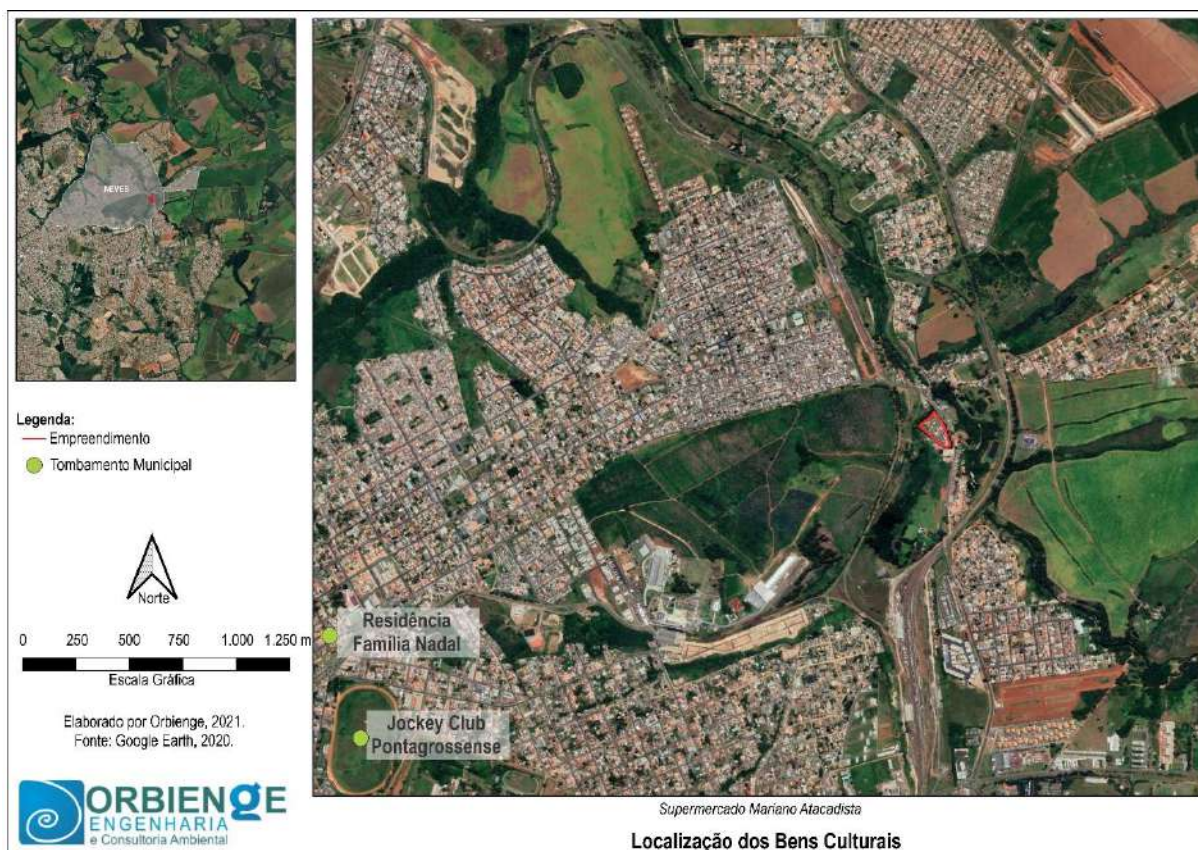 NEVES
Legenda:
Empreendimento
Tombamento Municipal
Norte
0 250 500 750 1.000 1.250 m
Escala Gráfica
Elaborado por Orbienge, 2021.
Fonte: Google Earth, 2020.
ORBIENGE
ENGENHARIA
e Consultoria Ambiental
Residência
Família Nadal
Jockey Club
Pontagrossense
Supermercado Mariano Atacadista
Localização dos Bens Culturais